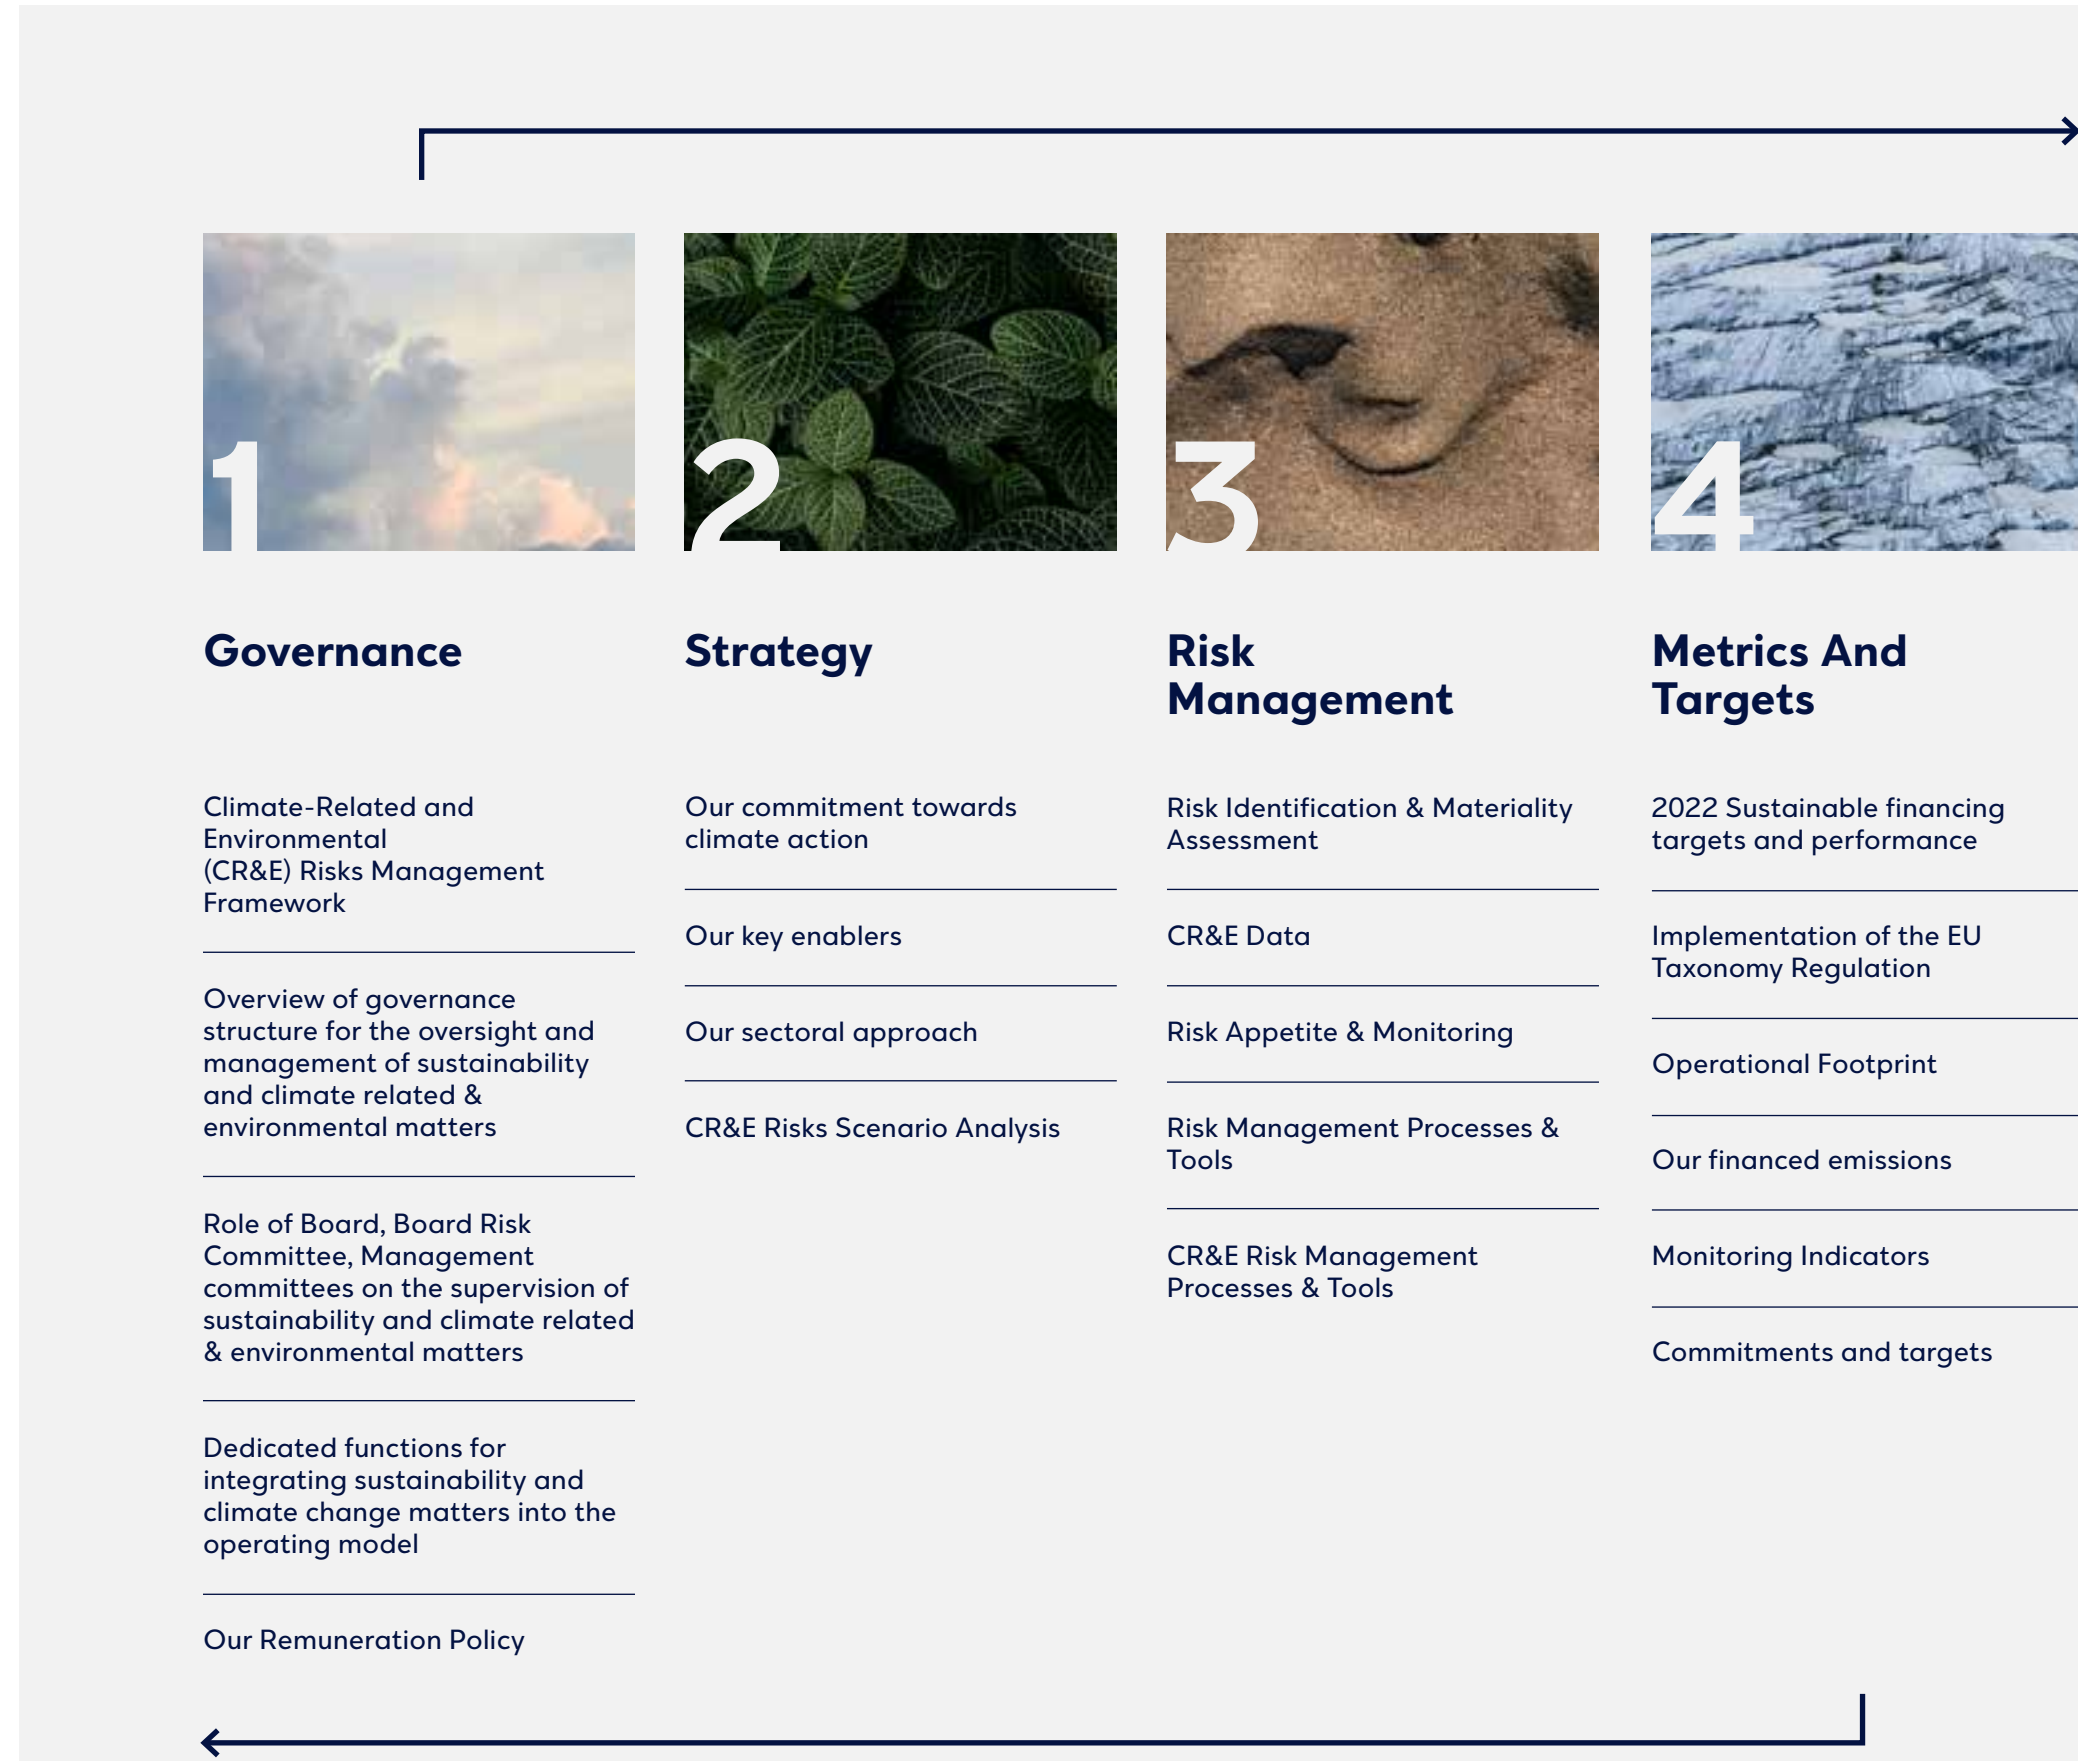 1
2
3
4
Governance
Climate-Related and
Environmental
(CR&E) Risks Management
Framework
Overview of governance
structure for the oversight and
management of sustainability
and climate related &
environmental matters
Role of Board, Board Risk
Committee, Management
committees on the supervision of
sustainability and climate related
& environmental matters
Dedicated functions for
integrating sustainability and
climate change matters into the
operating model
Our Remuneration Policy
Strategy
Our commitment towards
climate action
Our key enablers
Our sectoral approach
CR&E Risks Scenario Analysis
Risk
Management
Risk Identification & Materiality
Assessment
CR&E Data
Risk Appetite & Monitoring
Risk Management Processes &
Tools
CR&E Risk Management
Processes & Tools
Metrics And
Targets
2022 Sustainable financing
targets and performance
Implementation of the EU
Taxonomy Regulation
Operational Footprint
Our financed emissions
Monitoring Indicators
Commitments and targets